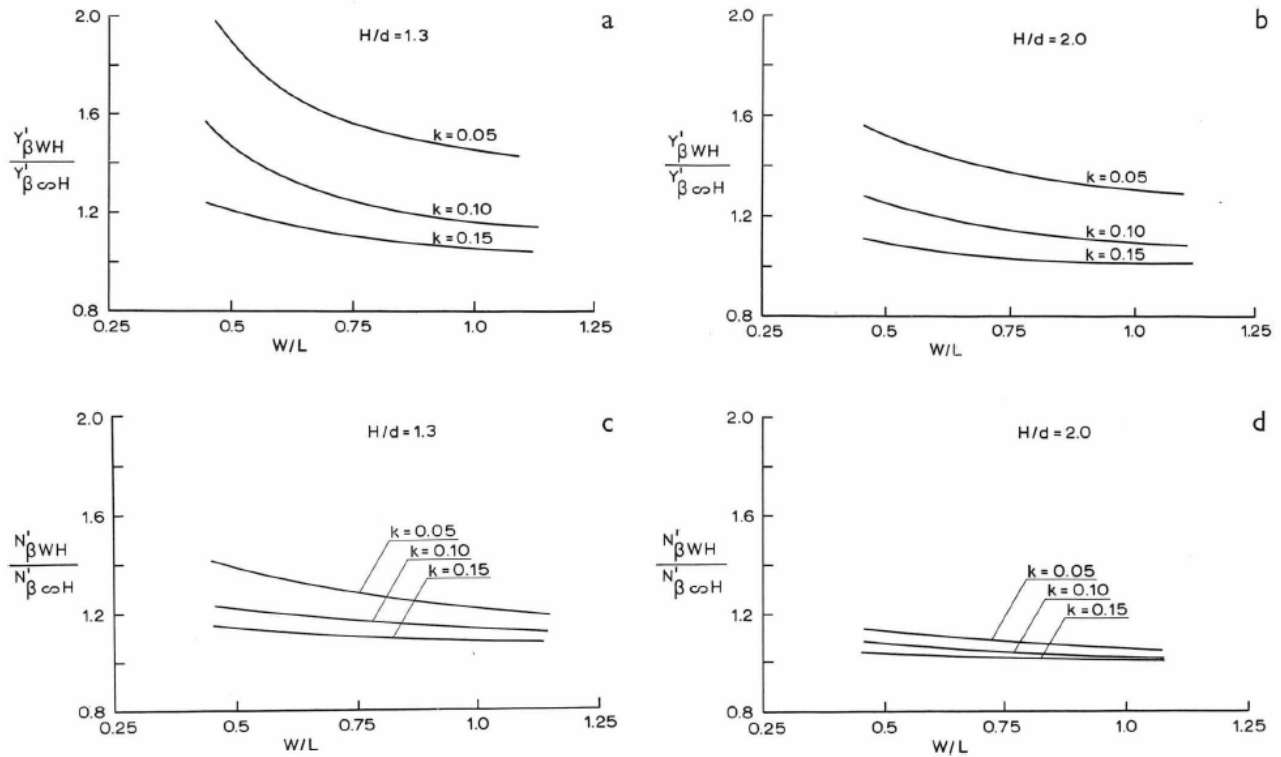 a
H/d=1.3
2.0
1.6
1.2
0.8
Y'βWH
Y'β∞H
k=0.05
k=0.10
k=0.15
0.25
0.5
0.75
1.0
1.25
W/L
b
H/d=2.0
2.0
1.6
1.2
0.8
Y'βWH
Y'β∞H
k=0.05
k=0.10
k=0.15
0.25
0.5
0.75
1.0
1.25
W/L
c
H/d=1.3
2.0
1.6
1.2
0.8
N'βWH
N'β∞H
k=0.05
k=0.10
k=0.15
0.25
0.5
0.75
1.0
1.25
W/L
d
H/d=2.0
2.0
1.6
1.2
0.8
N'βWH
N'β∞H
k=0.05
k=0.10
k=0.15
0.25
0.5
0.75
1.0
1.25
W/L